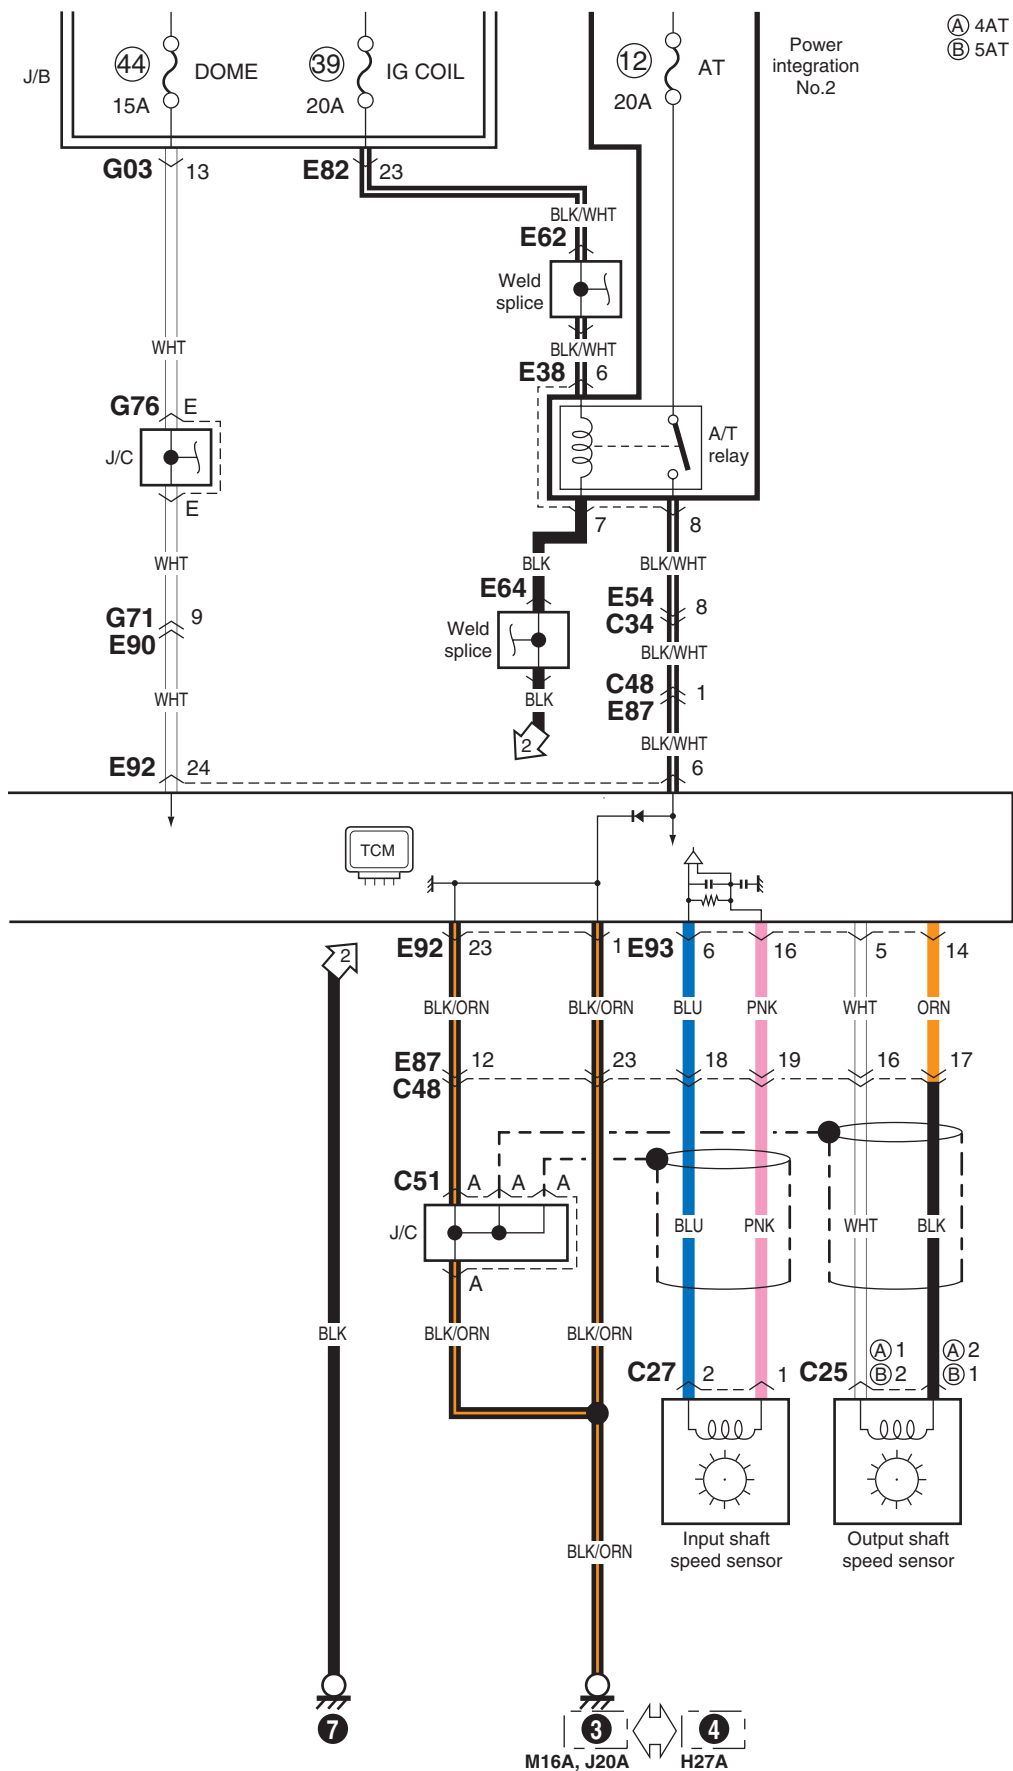 A 4AT
B 5AT
J/B
44
DOME
15A
39
IG COIL
20A
12
AT
20A
Power
integration
No.2
G03
13
E82
23
BLK/WHT
E62
Weld
splice
BLK/WHT
WHT
E38
6
G76
E
J/C
E
A/T
relay
7
8
WHT
BLK
BLK/WHT
E64
E54
8
C34
G71
9
E90
Weld
splice
BLK/WHT
C48
1
E87
WHT
BLK
BLK/WHT
2
E92
24
6
TCM
2
E92
23
1
E93
6
16
5
14
BLK/ORN
BLK/ORN
BLU
PNK
WHT
ORN
E87
12
23
18
19
16
17
C48
C51
A
A
A
J/C
BLU
PNK
WHT
BLK
A
BLK
BLK/ORN
BLK/ORN
C27
2
1
C25
A 1
B 2
A 2
B 1
Input shaft
speed sensor
Output shaft
speed sensor
BLK/ORN
7
3
4
M16A, J20A
H27A